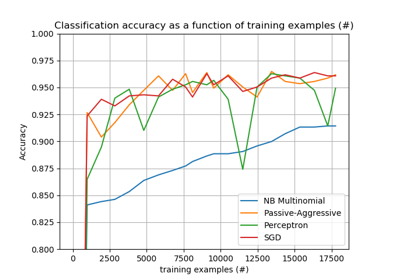 Classification accuracy as a function of training examples (#)
1.000
0.975
0.950
0.925
0.900
0.875
0.850
0.825
0.800
Accuracy
NB Multinomial
Passive-Aggressive
Perceptron
SGD
0 2500 5000 7500 10000 12500 15000 17500
training examples (#)